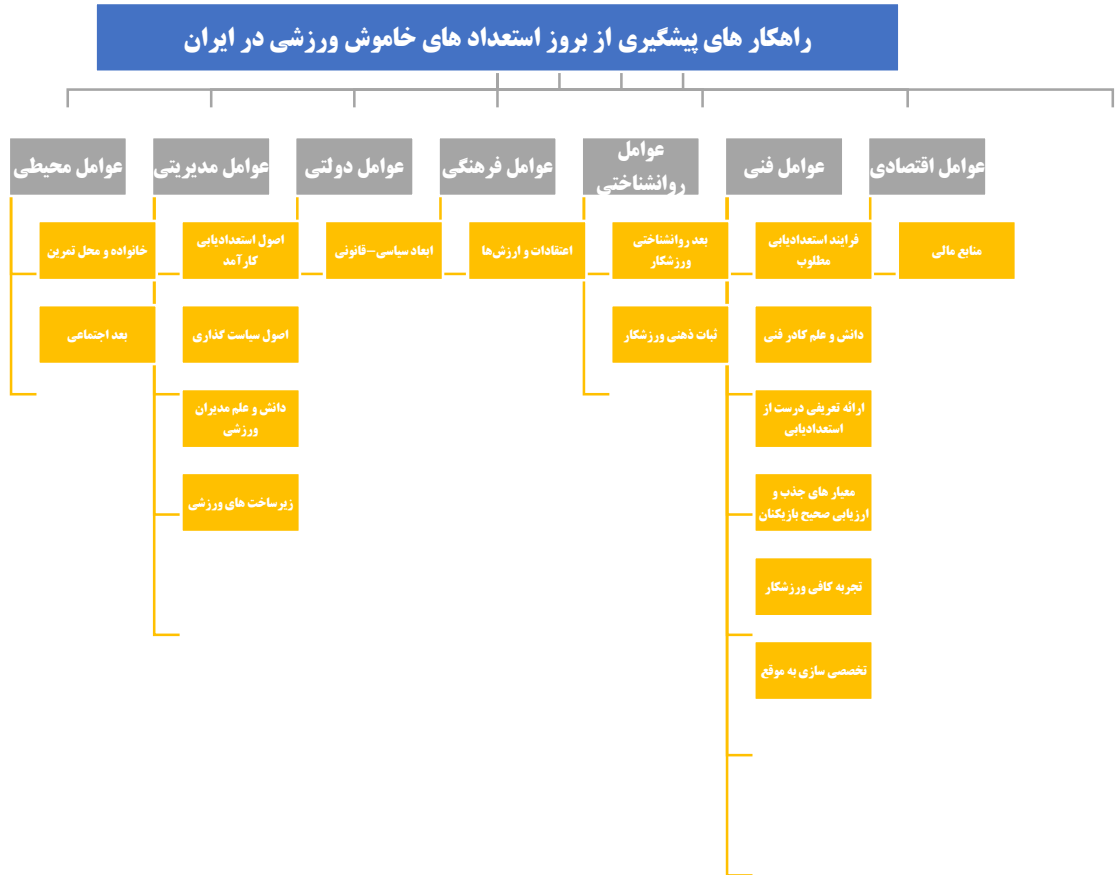 راهکار های پیشگیری از بروز استعداد های خاموش ورزشی در ایران
عوامل اقتصادی
منابع مالی
عوامل فنی
فرایند استعدادیابی
مطلوب
دانش و علم کادر فنی
ارائه تعریفی درست از
استعدادیابی
معیار های جذب و
ارزیابی صحیح بازیکنان
تجربه کافی ورزشکار
تخصصی سازی به موقع
عوامل
روانشناختی
بعد روانشناختی
ورزشکار
ثبات ذهنی ورزشکار
عوامل فرهنگی
اعتقادات و ارزش‌ها
عوامل دولتی
ابعاد سیاسی-قانونی
عوامل مدیریتی
اصول استعدادیابی
کارآمد
اصول سیاست گذاری
دانش و علم مدیران
ورزشی
زیرساخت های ورزشی
عوامل محیطی
خانواده و محل تمرین
بعد اجتماعی